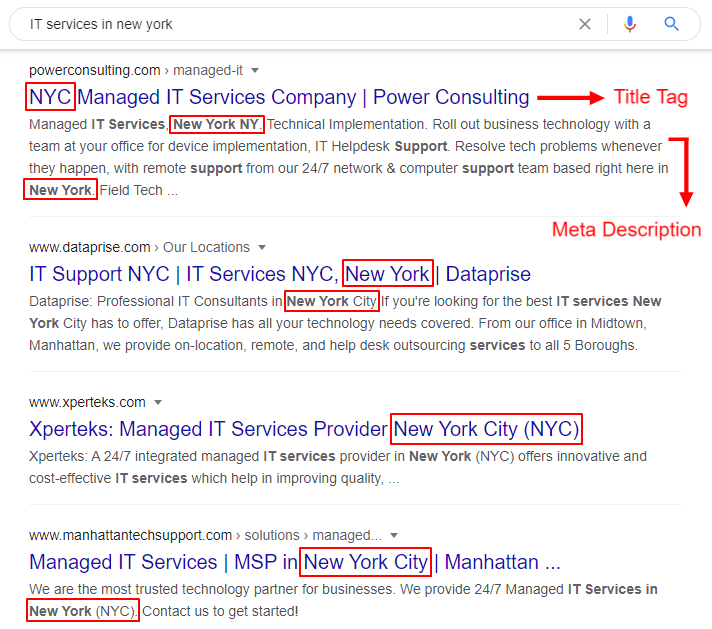 IT services in new york
powerconsulting.com › managed-it
NYC Managed IT Services Company | Power Consulting
Title Tag
Managed IT Services, New York NY. Technical Implementation. Roll out business technology with a
team at your office for device implementation, IT Helpdesk Support. Resolve tech problems whenever
they happen, with remote support from our 24/7 network & computer support team based right here in
New York. Field Tech ...
Meta Description
www.dataprise.com › Our Locations
IT Support NYC | IT Services NYC, New York | Dataprise
Dataprise: Professional IT Consultants in New York City If you're looking for the best IT services New
York City has to offer, Dataprise has all your technology needs covered. From our office in Midtown,
Manhattan, we provide on-location, remote, and help desk outsourcing services to all 5 Boroughs.
www.xperteks.com
Xperteks: Managed IT Services Provider New York City (NYC)
Xperteks: A 24/7 integrated managed IT services provider in New York (NYC) offers innovative and
cost-effective IT services which help in improving quality, ...
www.manhattantechsupport.com › solutions › managed...
Managed IT Services | MSP in New York City | Manhattan ...
We are the most trusted technology partner for businesses. We provide 24/7 Managed IT Services in
New York (NYC). Contact us to get started!